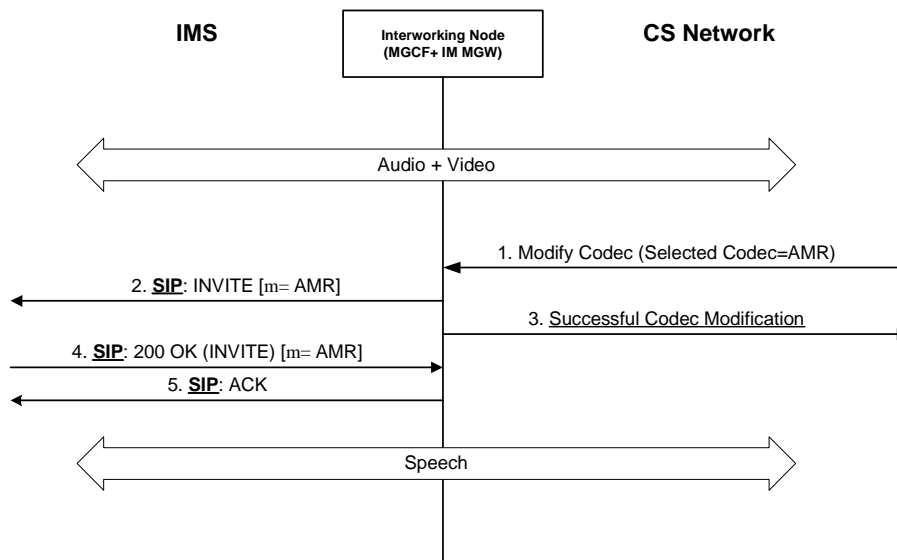 IMS
Interworking Node
(MGCF+ IM MGW)
CS Network
Audio + Video
1. Modify Codec (Selected Codec=AMR)
2. SIP: INVITE [m= AMR]
3. Successful Codec Modification
4. SIP: 200 OK (INVITE) [m= AMR]
5. SIP: ACK
Speech